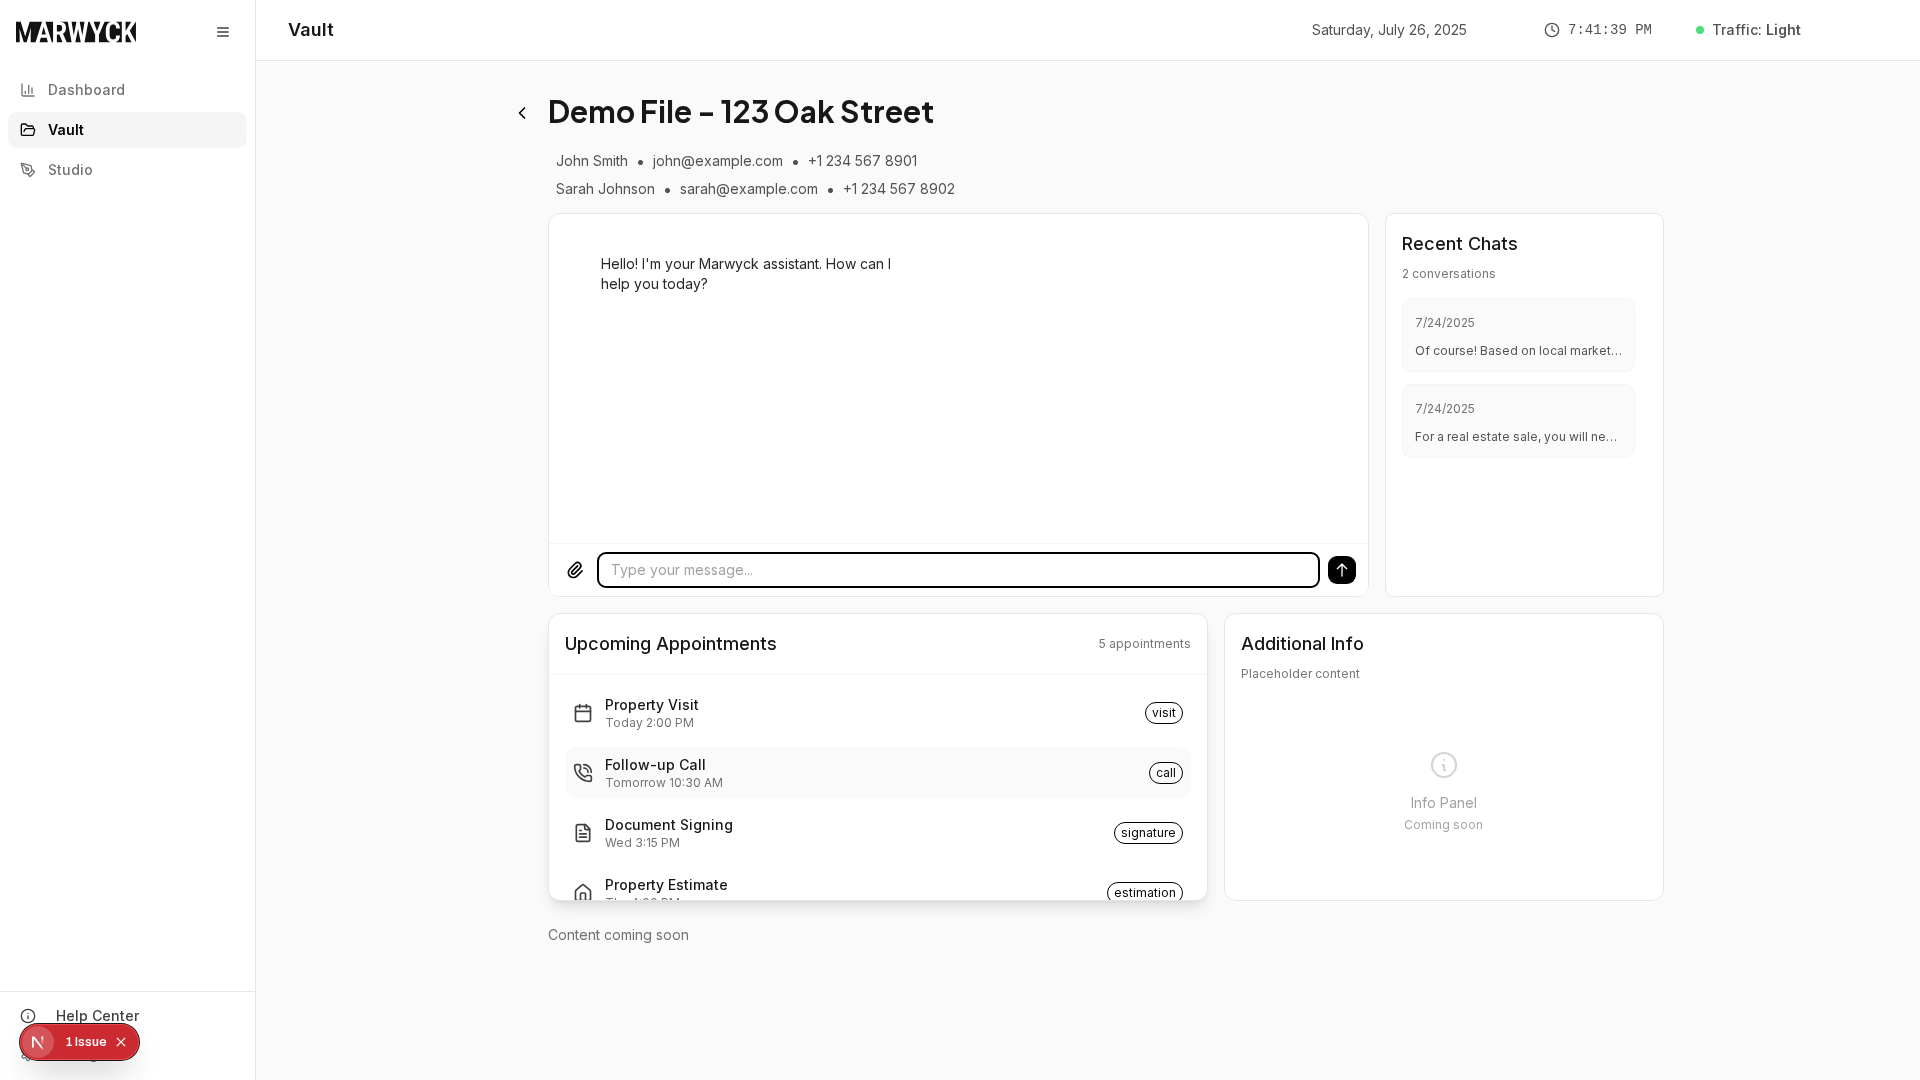 MARWYCK
Dashboard
Vault
Studio
Help Center
1 Issue
Vault
Saturday, July 26, 2025
7:41:39 PM
Traffic: Light
Demo File – 123 Oak Street
John Smith • john@example.com • +1 234 567 8901
Sarah Johnson • sarah@example.com • +1 234 567 8902
Hello! I'm your Marwyck assistant. How can I
help you today?
Type your message...
Recent Chats
2 conversations
7/24/2025
Of course! Based on local market...
7/24/2025
For a real estate sale, you will ne...
Upcoming Appointments
5 appointments
Property Visit
Today 2:00 PM
visit
Follow-up Call
Tomorrow 10:30 AM
call
Document Signing
Wed 3:15 PM
signature
Property Estimate
estimation
Additional Info
Placeholder content
Info Panel
Coming soon
Content coming soon